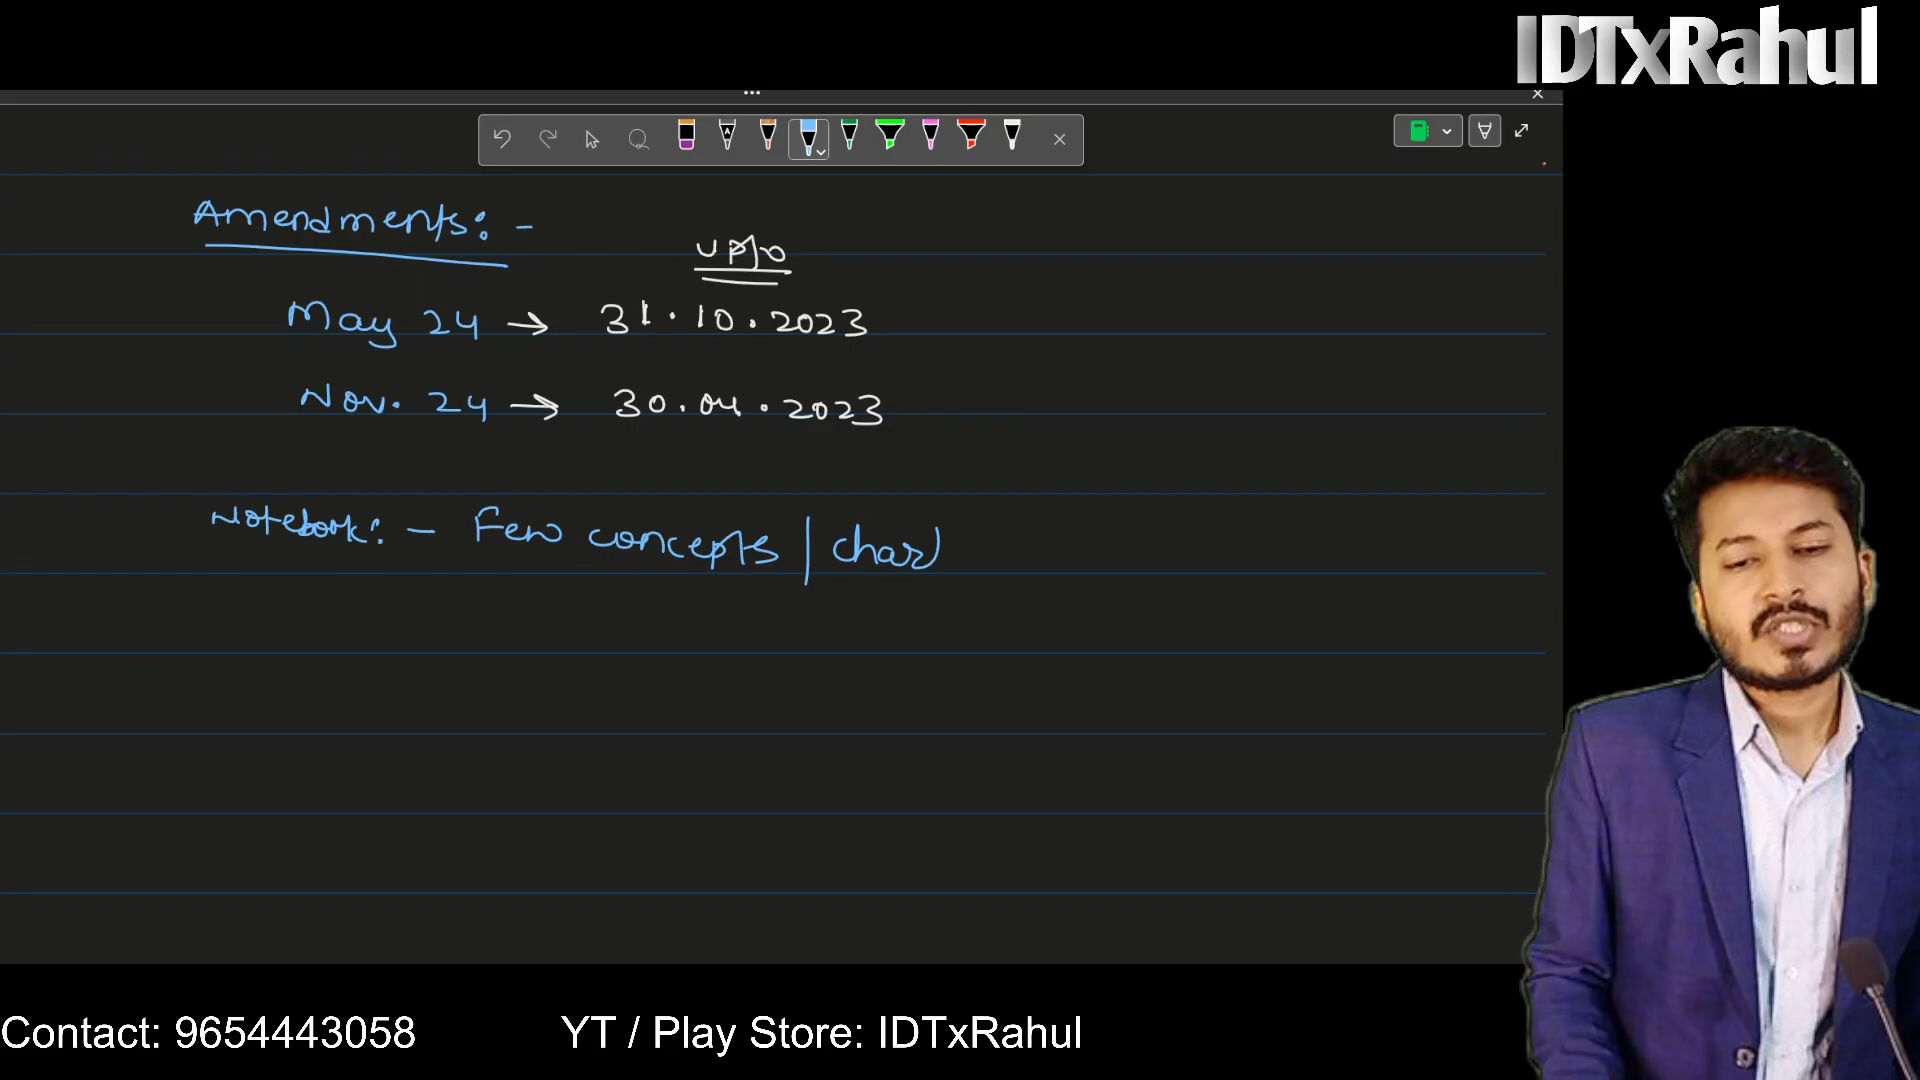 IDTxRahul
Amendments: -
upto
May 24 → 31.10.2023
Nov. 24 → 30.04.2023
Notebook: - Few concepts | char
Contact: 9654443058
YT / Play Store: IDTxRahul